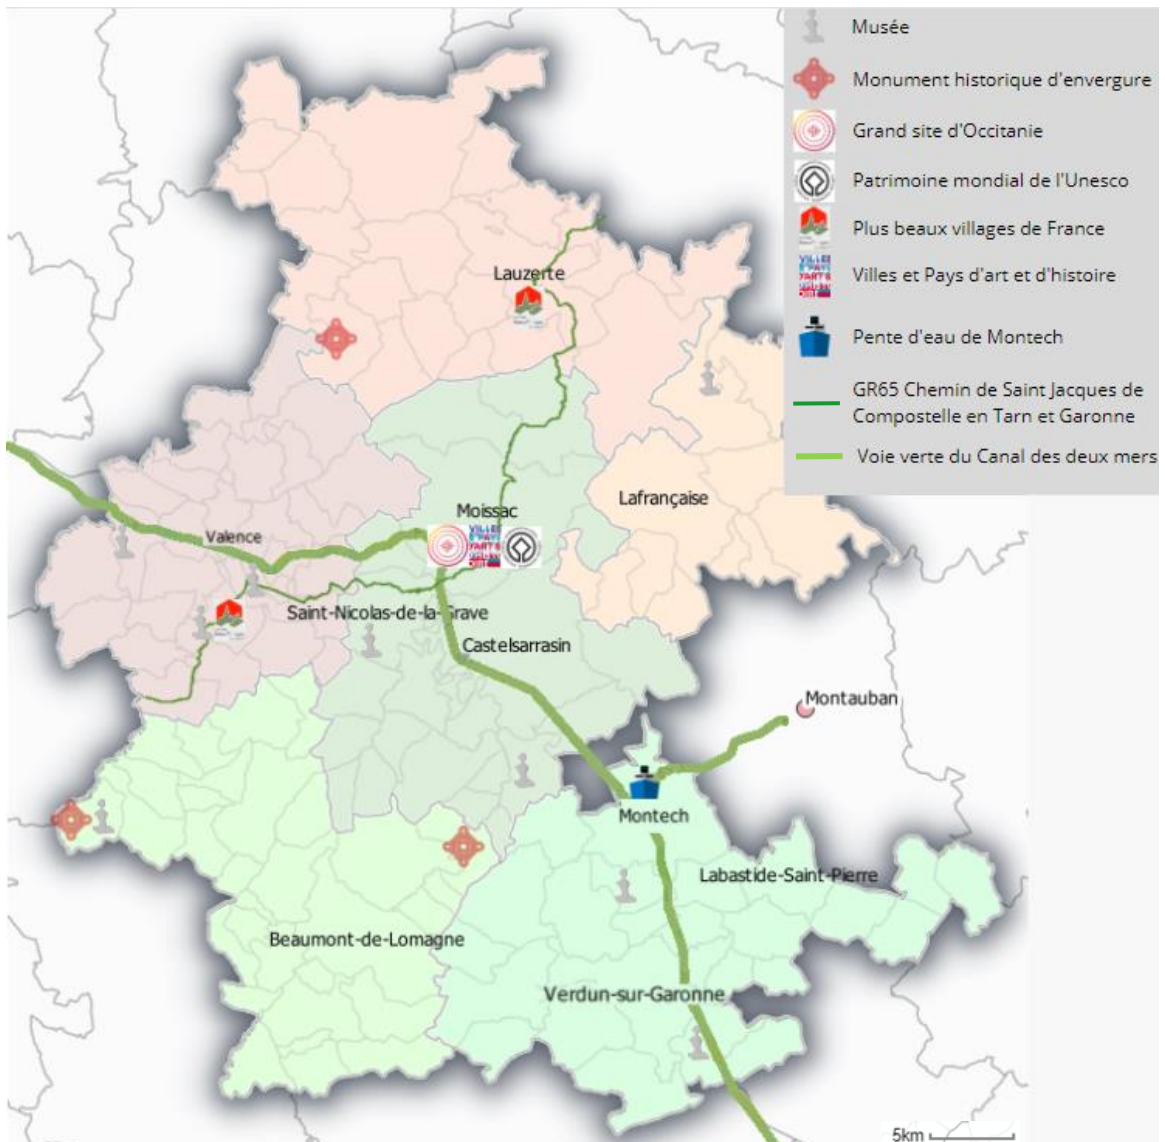 Musée
Monument historique d'envergure
Grand site d'Occitanie
Patrimoine mondial de l'Unesco
Plus beaux villages de France
Villes et Pays d'art et d'histoire
Pente d'eau de Montech
GR65 Chemin de Saint Jacques de
Compostelle en Tarn et Garonne
Voie verte du Canal des deux mers
Lauzerte
Lafrançaise
Moissac
Valence
Saint-Nicolas-de-la-Grave
Castelsarrasin
Montauban
Montech
Labastide-Saint-Pierre
Beaumont-de-Lomagne
Verdun-sur-Garonne
5km